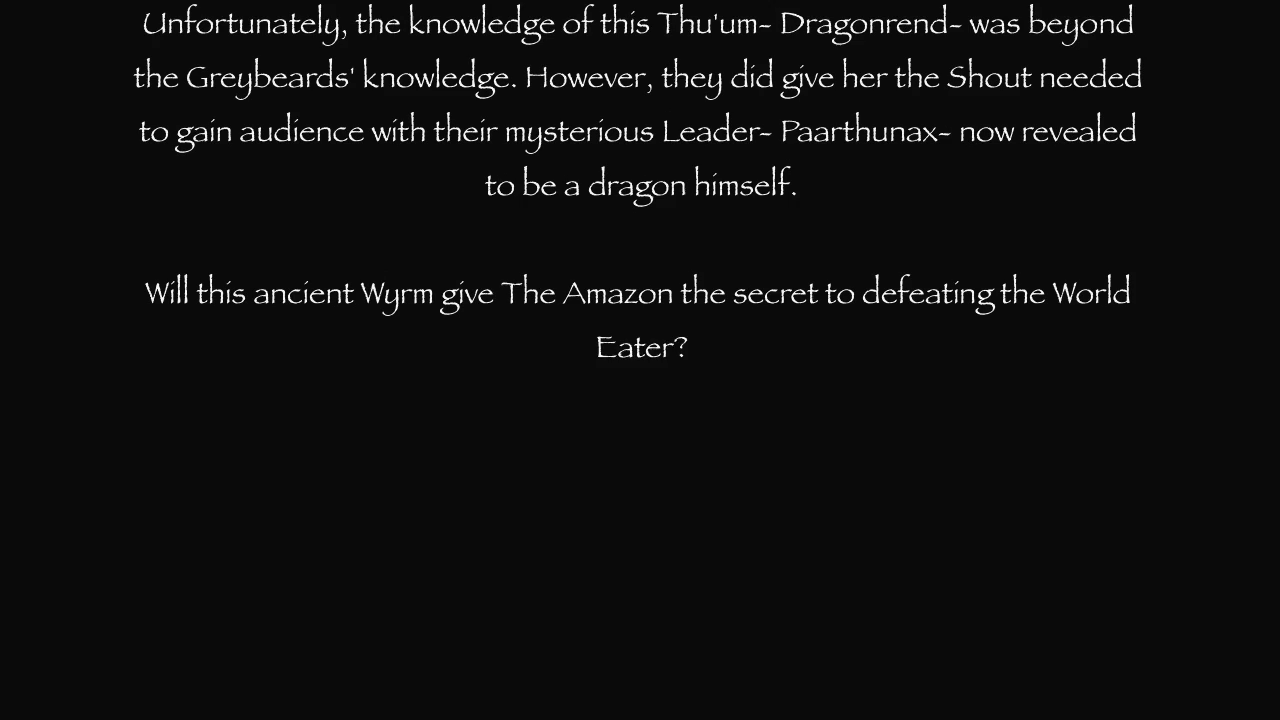 Unfortunately, the knowledge of this Thu'um- Dragonrend- was beyond
the Greybeards' knowledge. However, they did give her the Shout needed
to gain audience with their mysterious Leader- Paarthunax- now revealed
to be a dragon himself.
Will this ancient Wyrm give The Amazon the secret to defeating the World
Eater?